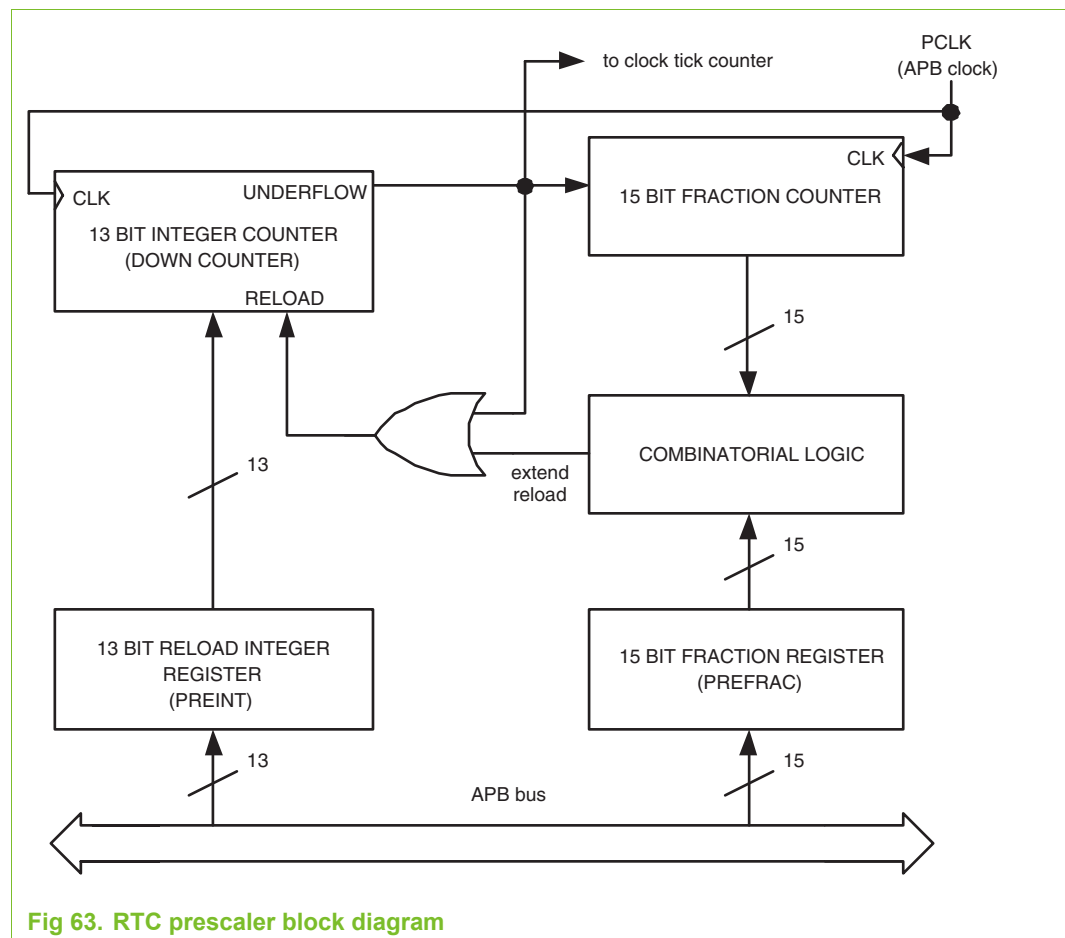 to clock tick counter
PCLK
(APB clock)
CLK
UNDERFLOW
13 BIT INTEGER COUNTER
(DOWN COUNTER)
RELOAD
CLK
15 BIT FRACTION COUNTER
15
extend
reload
COMBINATORIAL LOGIC
13
15
13 BIT RELOAD INTEGER
REGISTER
(PREINT)
15 BIT FRACTION REGISTER
(PREFRAC)
13
15
APB bus
Fig 63. RTC prescaler block diagram